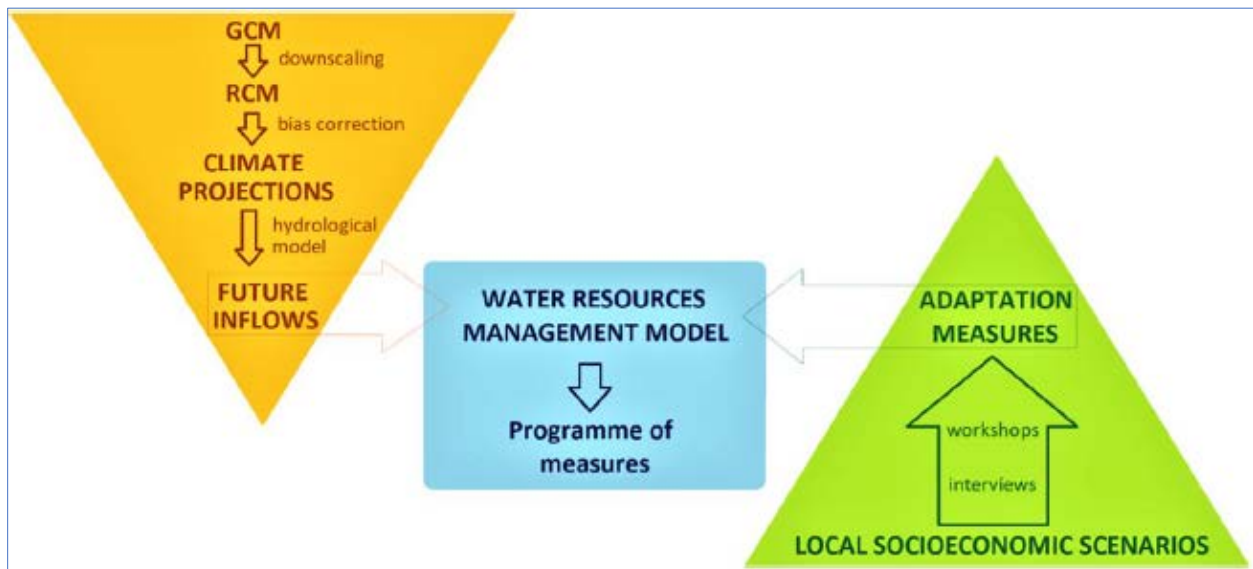 GCM
downscaling
RCM
bias correction
CLIMATE
PROJECTIONS
hydrological
model
FUTURE
INFLOWS
WATER RESOURCES
MANAGEMENT MODEL
Programme of
measures
ADAPTATION
MEASURES
workshops
interviews
LOCAL SOCIOECONOMIC SCENARIOS